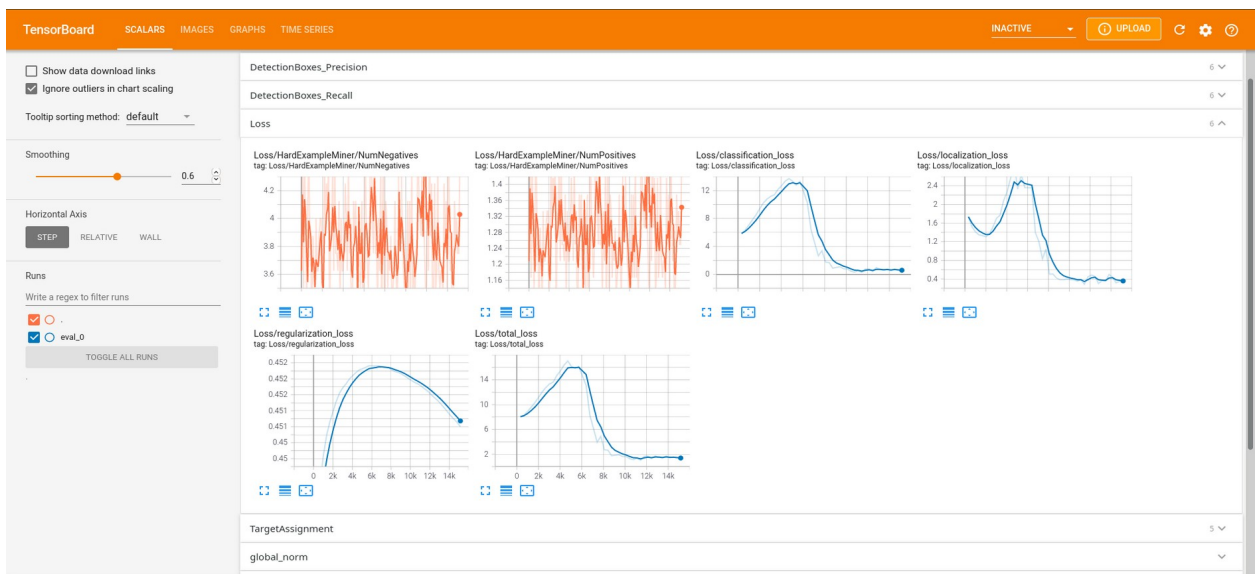 TensorBoard SCALARS IMAGES GRAPHS TIME SERIES INACTIVE UPLOAD
Show data download links
Ignore outliers in chart scaling
Tooltip sorting method: default
Smoothing
0.6
Horizontal Axis
STEP RELATIVE WALL
Runs
Write a regex to filter runs
.
eval_0
TOGGLE ALL RUNS
.
DetectionBoxes_Precision 6
DetectionBoxes_Recall 6
Loss 6
Loss/HardExampleMiner/NumNegatives
tag: Loss/HardExampleMiner/NumNegatives
4.2
4
3.8
3.6
Loss/HardExampleMiner/NumPositives
tag: Loss/HardExampleMiner/NumPositives
1.4
1.36
1.32
1.28
1.24
1.2
1.16
Loss/classification_loss
tag: Loss/classification_loss
12
8
4
0
Loss/localization_loss
tag: Loss/localization_loss
2.4
2
1.6
1.2
0.8
0.4
Loss/regularization_loss
tag: Loss/regularization_loss
0.452
0.452
0.452
0.451
0.451
0.45
0.45
0 2k 4k 6k 8k 10k 12k 14k
Loss/total_loss
tag: Loss/total_loss
14
10
6
2
0 2k 4k 6k 8k 10k 12k 14k
TargetAssignment 5
global_norm